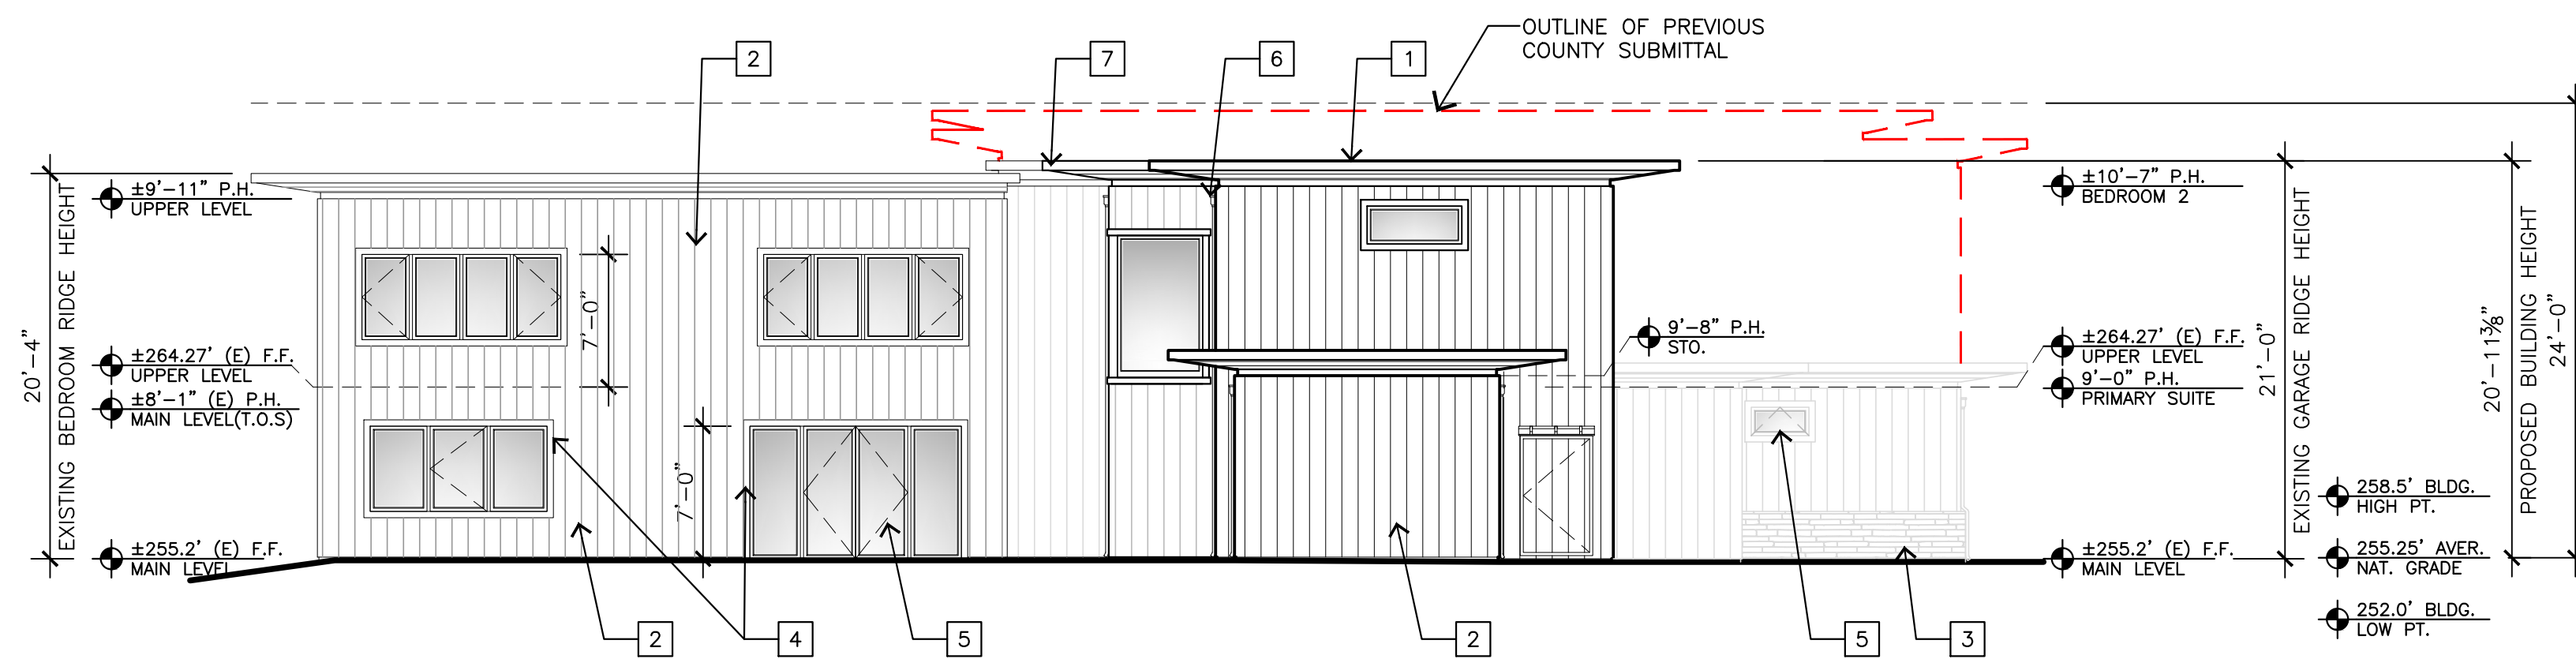 OUTLINE OF PREVIOUS
COUNTY SUBMITTAL
2
7
6
1
±9'-11" P.H.
UPPER LEVEL
±10'-7" P.H.
BEDROOM 2
EXISTING BEDROOM RIDGE HEIGHT
20'-4"
7'-0"
9'-8" P.H.
STO.
±264.27' (E) F.F.
UPPER LEVEL
±8'-1" (E) P.H.
MAIN LEVEL(T.O.S)
±264.27' (E) F.F.
UPPER LEVEL
9'-0" P.H.
PRIMARY SUITE
21'-0"
EXISTING GARAGE RIDGE HEIGHT
20'-11⅜"
PROPOSED BUILDING HEIGHT
24'-0"
7'-0"
258.5' BLDG.
HIGH PT.
±255.2' (E) F.F.
MAIN LEVEL
±255.2' (E) F.F.
MAIN LEVEL
255.25' AVER.
NAT. GRADE
252.0' BLDG.
LOW PT.
2
4
5
2
5
3